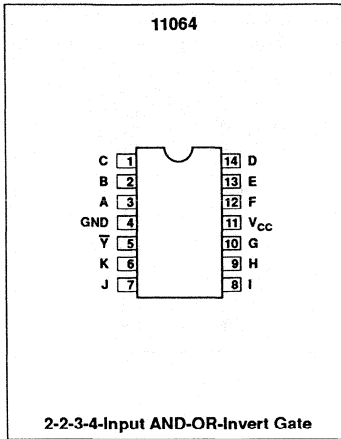 11064
C 1 14 D
B 2 13 E
A 3 12 F
GND 4 11 VCC
Y̅ 5 10 G
K 6 9 H
J 7 8 I
2-2-3-4-Input AND-OR-Invert Gate